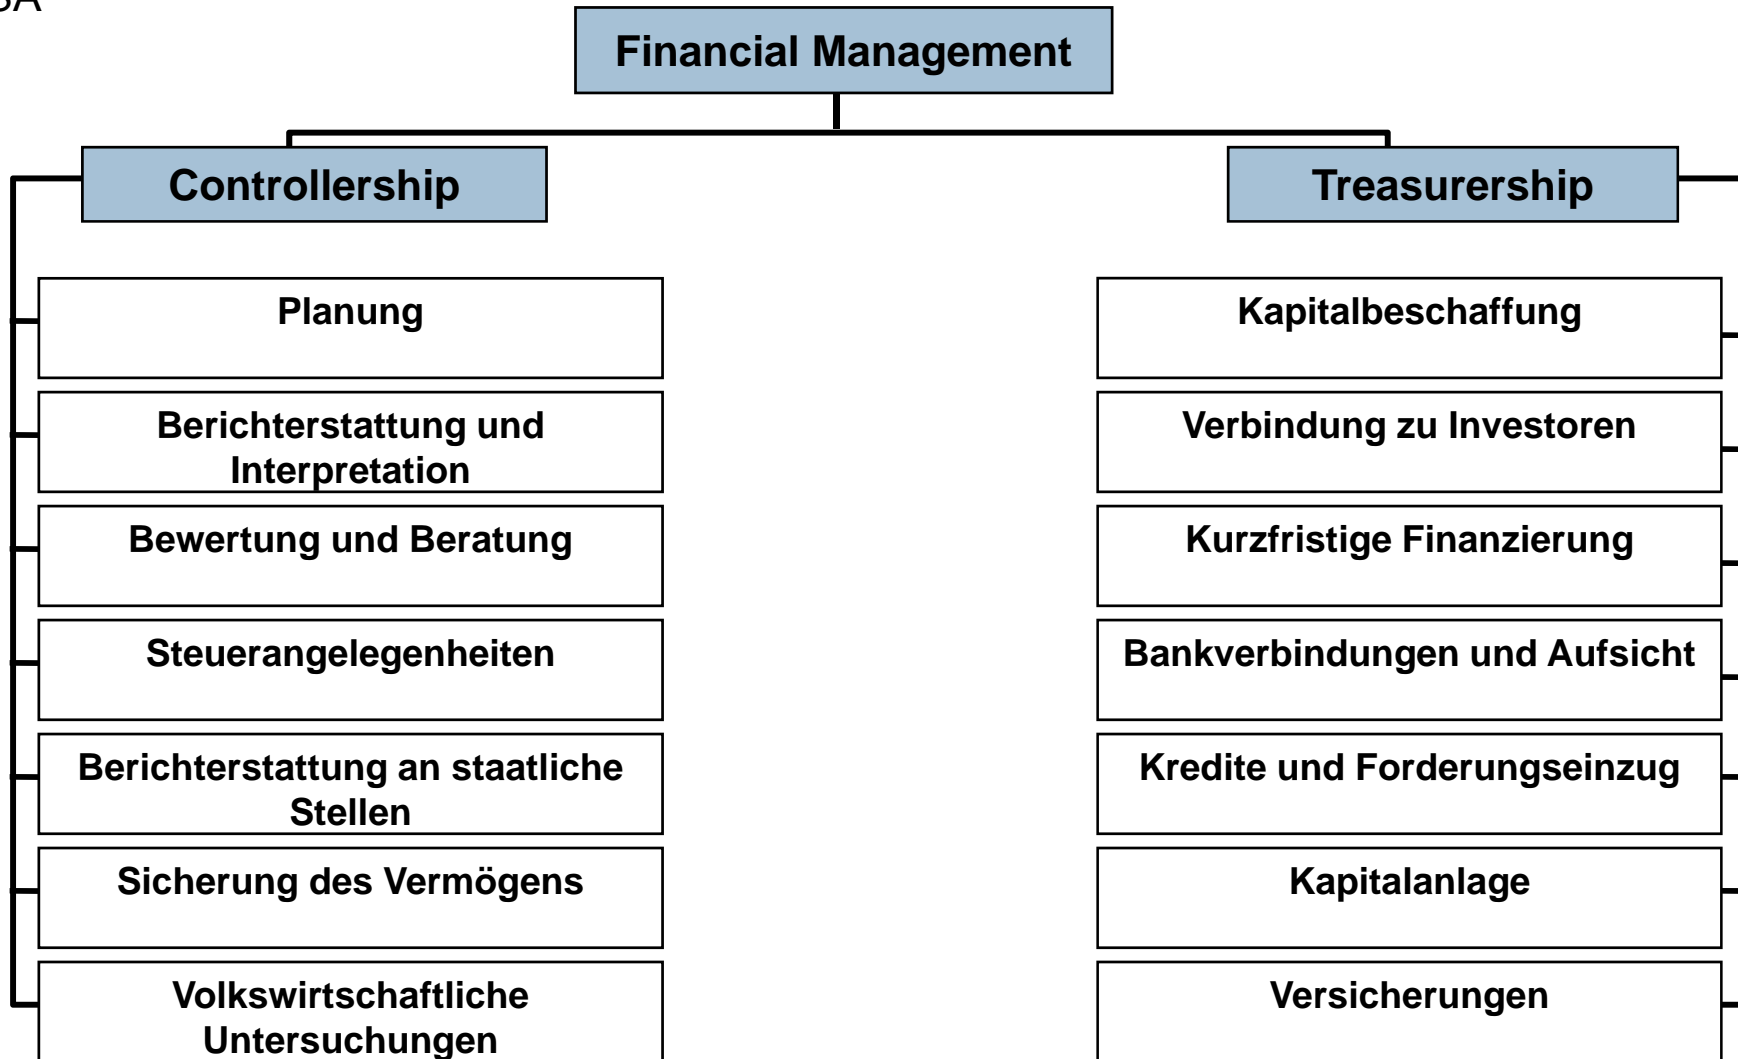 Financial Management
Controllership
Treasurership
Planung
Berichterstattung und
Interpretation
Bewertung und Beratung
Steuerangelegenheiten
Berichterstattung an staatliche
Stellen
Sicherung des Vermögens
Volkswirtschaftliche
Untersuchungen
Kapitalbeschaffung
Verbindung zu Investoren
Kurzfristige Finanzierung
Bankverbindungen und Aufsicht
Kredite und Forderungseinzug
Kapitalanlage
Versicherungen